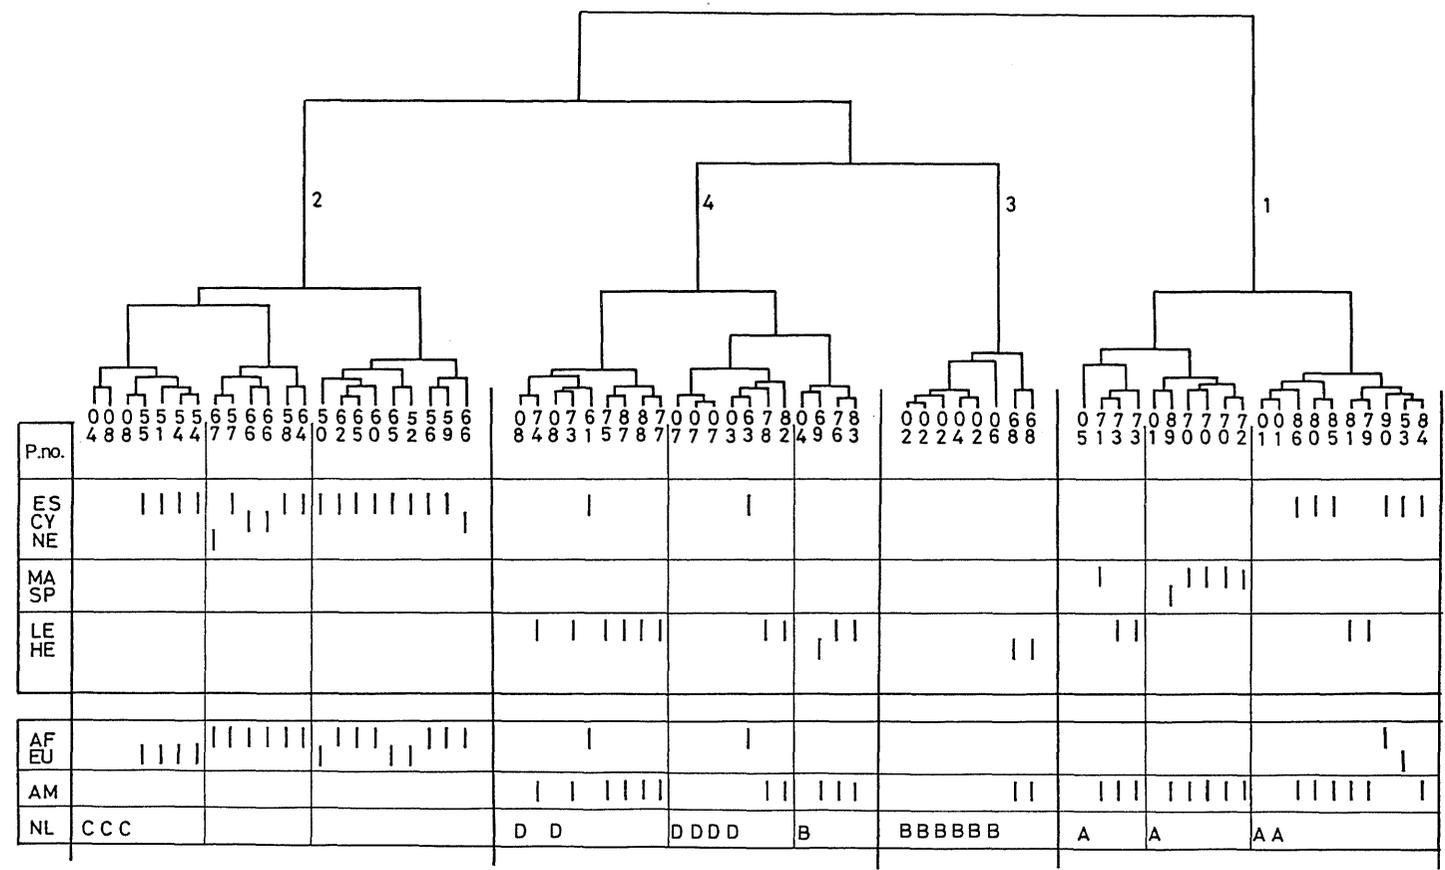 2 4 3 1
0 0 0 5 5 5 5 6 5 6 6 5 6 5 6 6 6 6 5 5 5 6 0 7 0 7 6 7 8 8 7 0 0 0 0 6 7 8 0 6 7 8 0 0 0 0 0 0 6 6 0 7 7 7 0 8 7 7 7 7 0 0 8 8 8 8 7 9 5 8
4 8 8 5 1 4 4 7 7 6 6 8 4 0 2 5 0 5 2 6 9 6 8 4 8 3 1 5 7 8 7 7 7 7 3 3 8 2 4 9 6 3 2 2 2 4 2 6 8 8 5 1 3 3 1 9 0 0 0 2 1 1 6 0 5 1 9 0 3 4
P.no.
ES
CY
NE
MA
SP
LE
HE
AF
EU
AM
NL C C C D D D D D D B B B B B B B A A A A